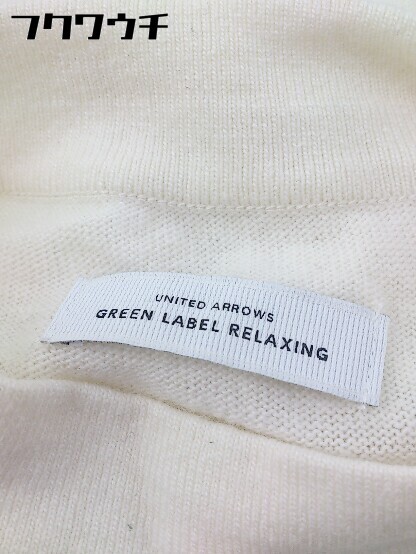 フクワウチ
UNITED ARROWS
GREEN LABEL RELAXING